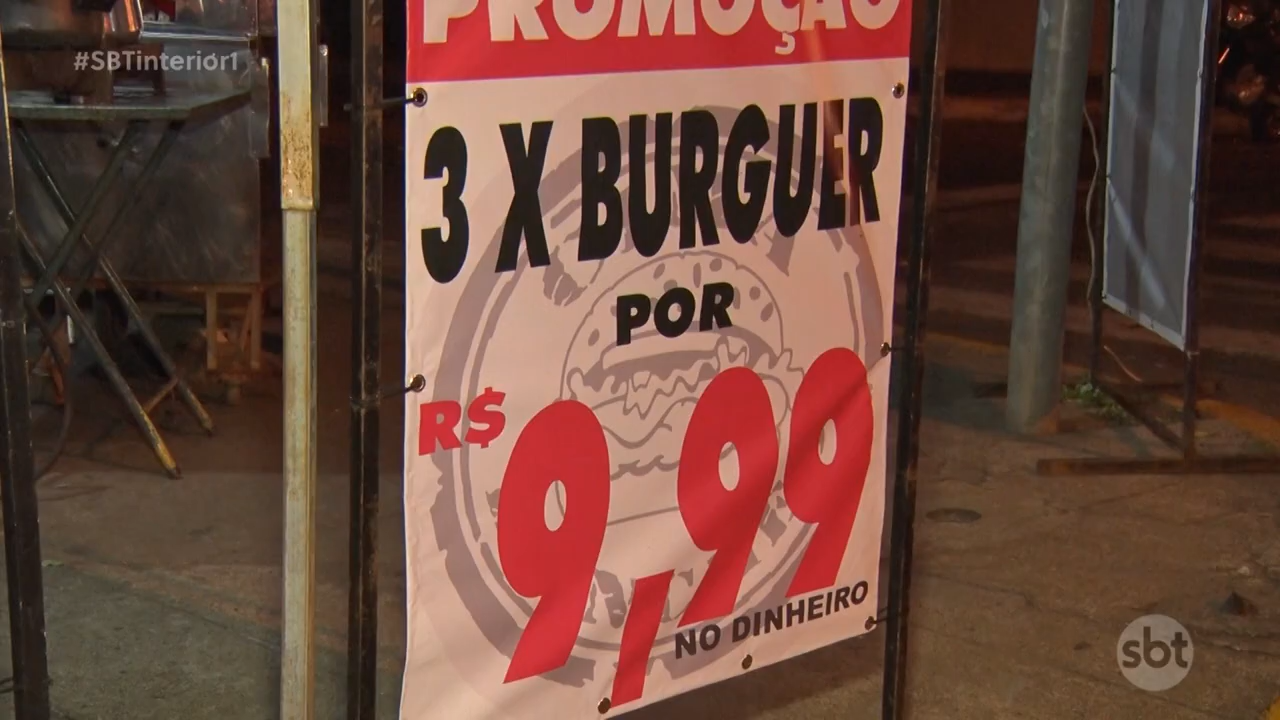 #SBTinterior1
PROMOÇÃO
3 X BURGUER
POR
R$ 9,99
NO DINHEIRO
sbt